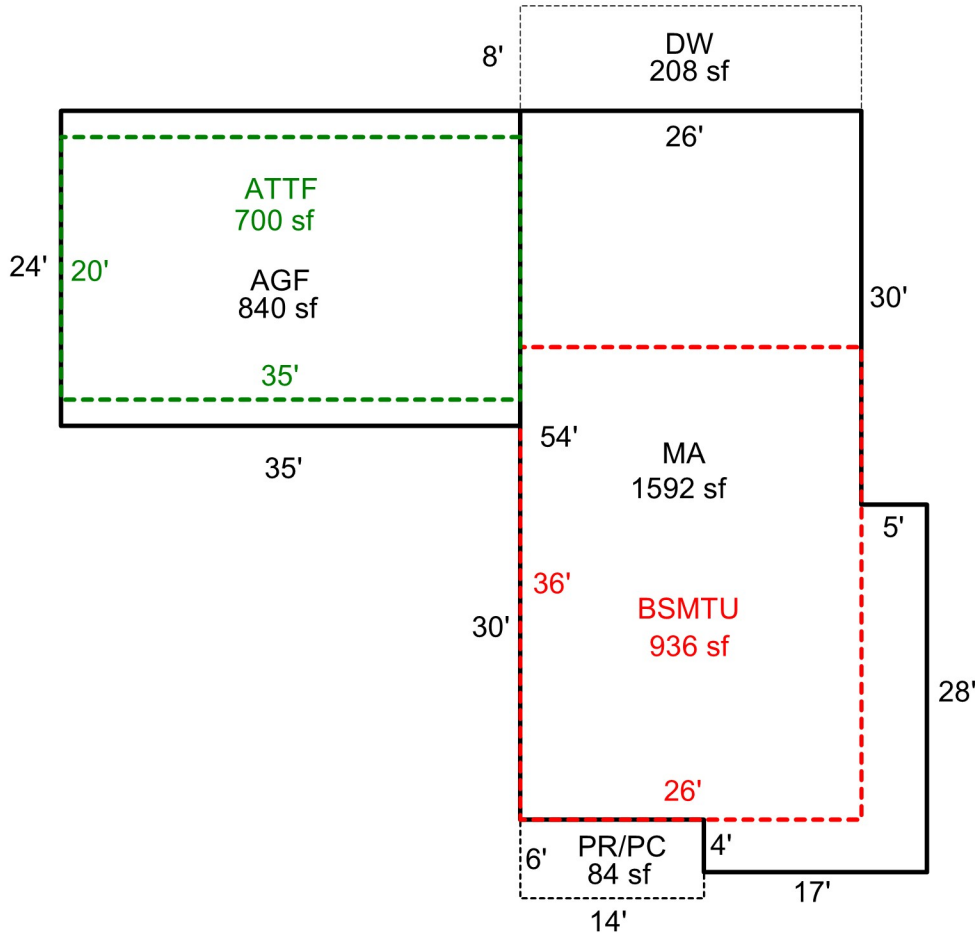 DW
8'
208 sf
26'
ATTF
700 sf
24'
20'
AGF
840 sf
30'
35'
54'
MA
35'
1592 sf
5'
36'
BSMTU
30'
936 sf
28'
26'
4'
PR/PC
6'
84 sf
17'
14'